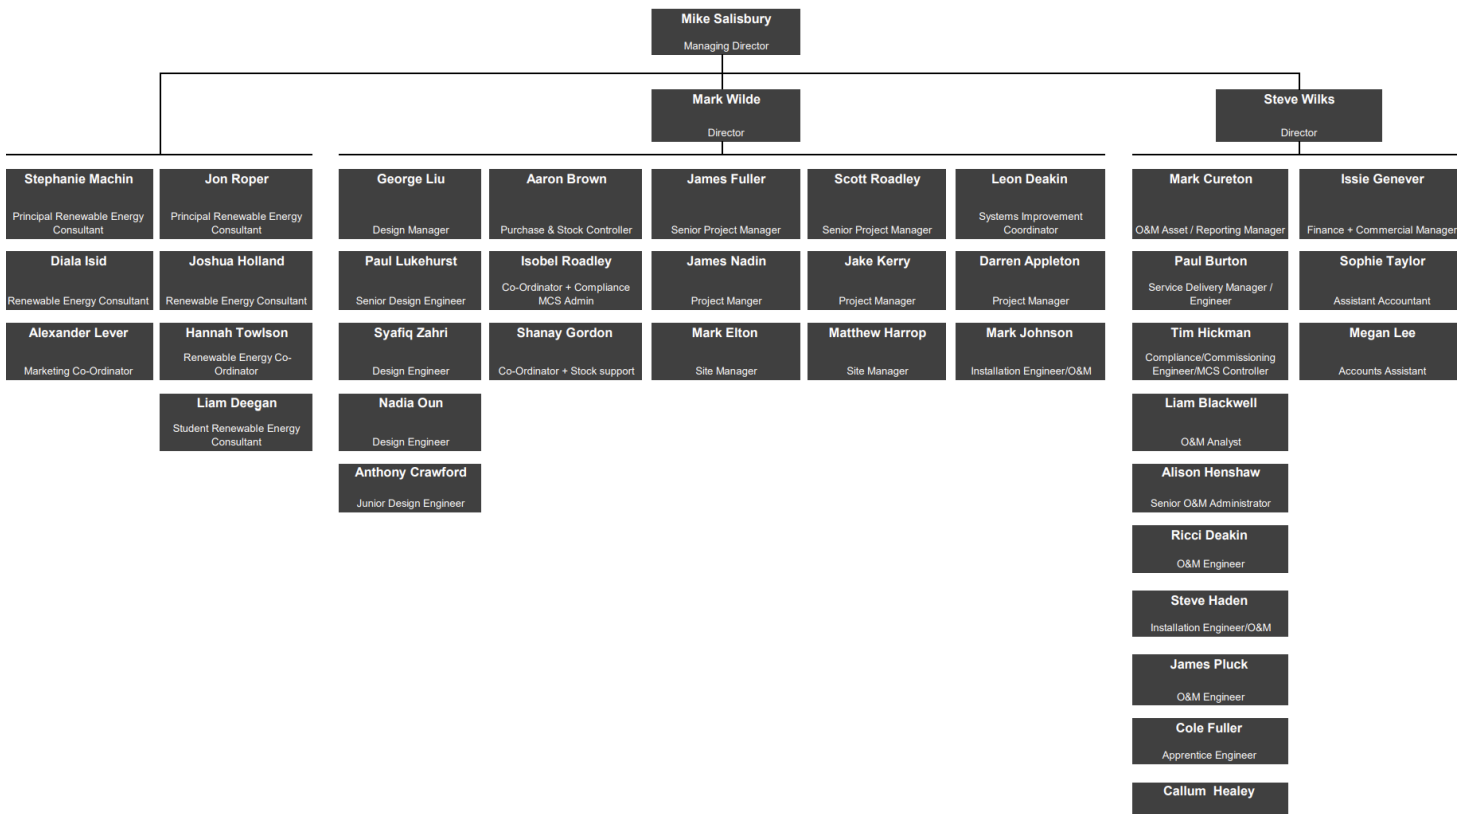 Mike Salisbury
Managing Director
Mark Wilde
Director
Steve Wilks
Director
Stephanie Machin
Principal Renewable Energy
Consultant
Jon Roper
Principal Renewable Energy
Consultant
George Liu
Design Manager
Aaron Brown
Purchase & Stock Controller
James Fuller
Senior Project Manager
Scott Roadley
Senior Project Manager
Leon Deakin
Systems Improvement
Coordinator
Mark Cureton
O&M Asset / Reporting Manager
Issie Genever
Finance + Commercial Manager
Diala Isid
Renewable Energy Consultant
Joshua Holland
Renewable Energy Consultant
Paul Lukehurst
Senior Design Engineer
Isobel Roadley
Co-Ordinator + Compliance
MCS Admin
James Nadin
Project Manger
Jake Kerry
Project Manager
Darren Appleton
Project Manager
Paul Burton
Service Delivery Manager /
Engineer
Sophie Taylor
Assistant Accountant
Alexander Lever
Marketing Co-Ordinator
Hannah Towlson
Renewable Energy Co-
Ordinator
Syafiq Zahri
Design Engineer
Shanay Gordon
Co-Ordinator + Stock support
Mark Elton
Site Manager
Matthew Harrop
Site Manager
Mark Johnson
Installation Engineer/O&M
Tim Hickman
Compliance/Commissioning
Engineer/MCS Controller
Megan Lee
Accounts Assistant
Liam Deegan
Student Renewable Energy
Consultant
Nadia Oun
Design Engineer
Liam Blackwell
O&M Analyst
Anthony Crawford
Junior Design Engineer
Alison Henshaw
Senior O&M Administrator
Ricci Deakin
O&M Engineer
Steve Haden
Installation Engineer/O&M
James Pluck
O&M Engineer
Cole Fuller
Apprentice Engineer
Callum Healey